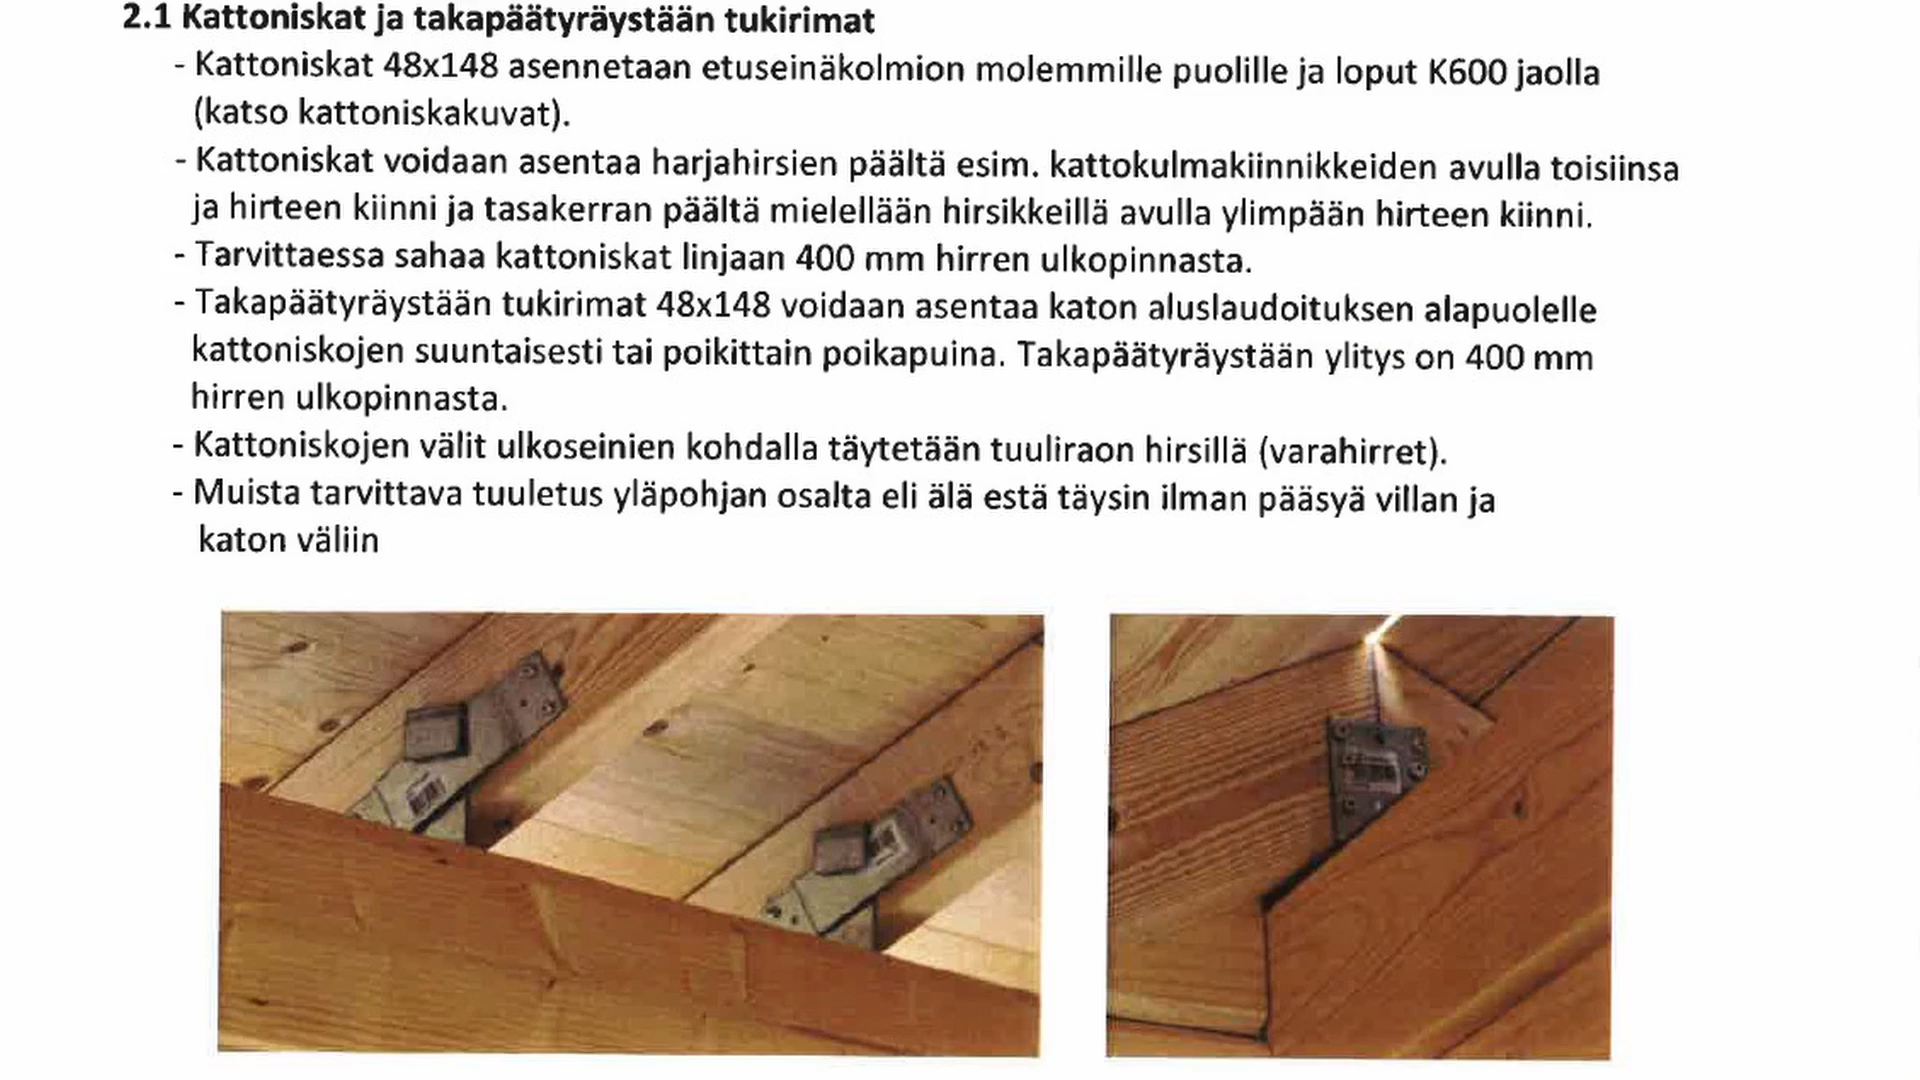 2.1 Kattoniskat ja takapäätyräystään tukirimat
- Kattoniskat 48x148 asennetaan etuseinäkolmion molemmille puolille ja loput K600 jaolla
(katso kattoniskakuvat).
- Kattoniskat voidaan asentaa harjahirsien päältä esim. kattokulmakiinnikkeiden avulla toisiinsa
ja hirteen kiinni ja tasakerran päältä mielellään hirsikkeillä avulla ylimpään hirteen kiinni.
- Tarvittaessa sahaa kattoniskat linjaan 400 mm hirren ulkopinnasta.
- Takapäätyräystään tukirimat 48x148 voidaan asentaa katon aluslaudoituksen alapuolelle
kattoniskojen suuntaisesti tai poikittain poikapuina. Takapäätyräystään ylitys on 400 mm
hirren ulkopinnasta.
- Kattoniskojen välit ulkoseinien kohdalla täytetään tuuliraon hirsillä (varahirret).
- Muista tarvittava tuuletus yläpohjan osalta eli älä estä täysin ilman pääsyä villan ja
katon väliin